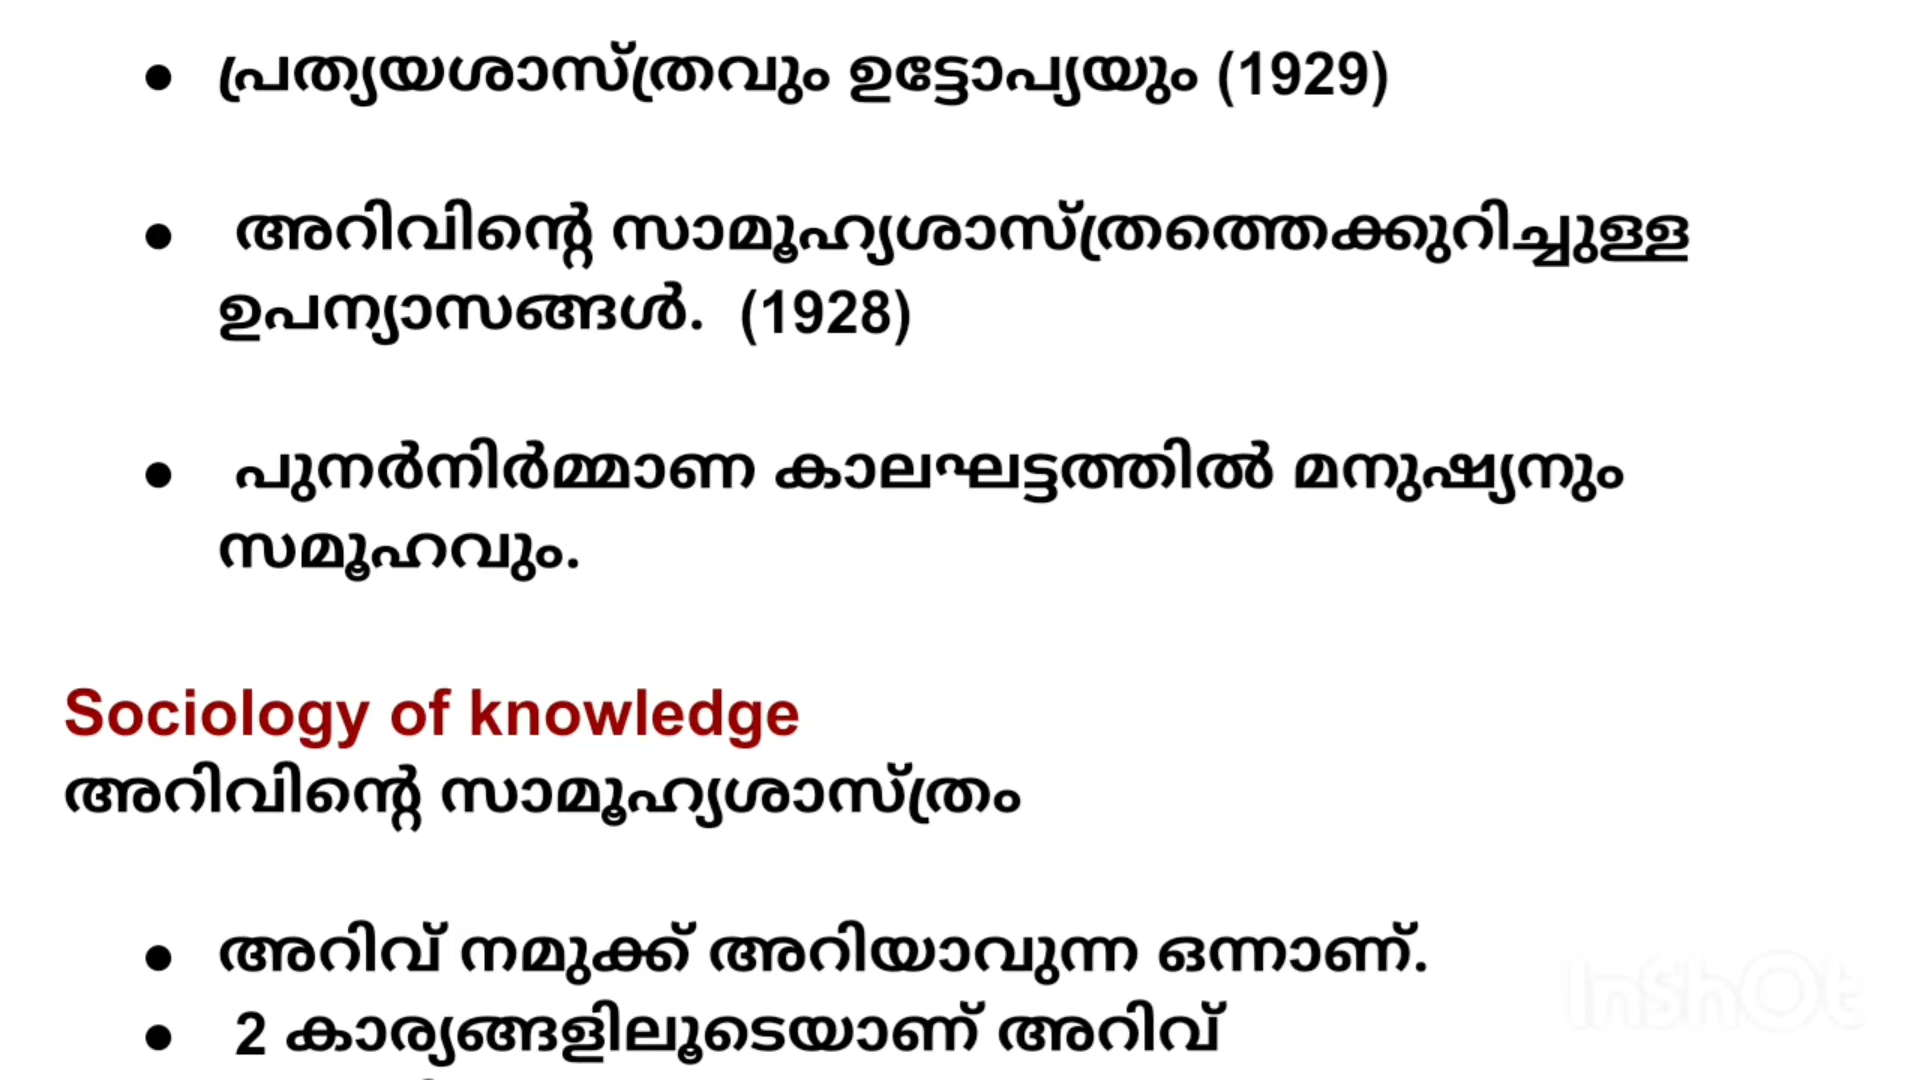 ● പ്രത്യയശാസ്ത്രവും ഉട്ടോപ്യയും (1929)
● അറിവിന്റെ സാമൂഹ്യശാസ്ത്രത്തെക്കുറിച്ചുള്ള
ഉപന്യാസങ്ങൾ. (1928)
● പുനർനിർമ്മാണ കാലഘട്ടത്തിൽ മനുഷ്യനും
സമൂഹവും.
Sociology of knowledge
അറിവിന്റെ സാമൂഹ്യശാസ്ത്രം
● അറിവ് നമുക്ക് അറിയാവുന്ന ഒന്നാണ്.
● 2 കാര്യങ്ങളിലൂടെയാണ് അറിവ്
InshOt